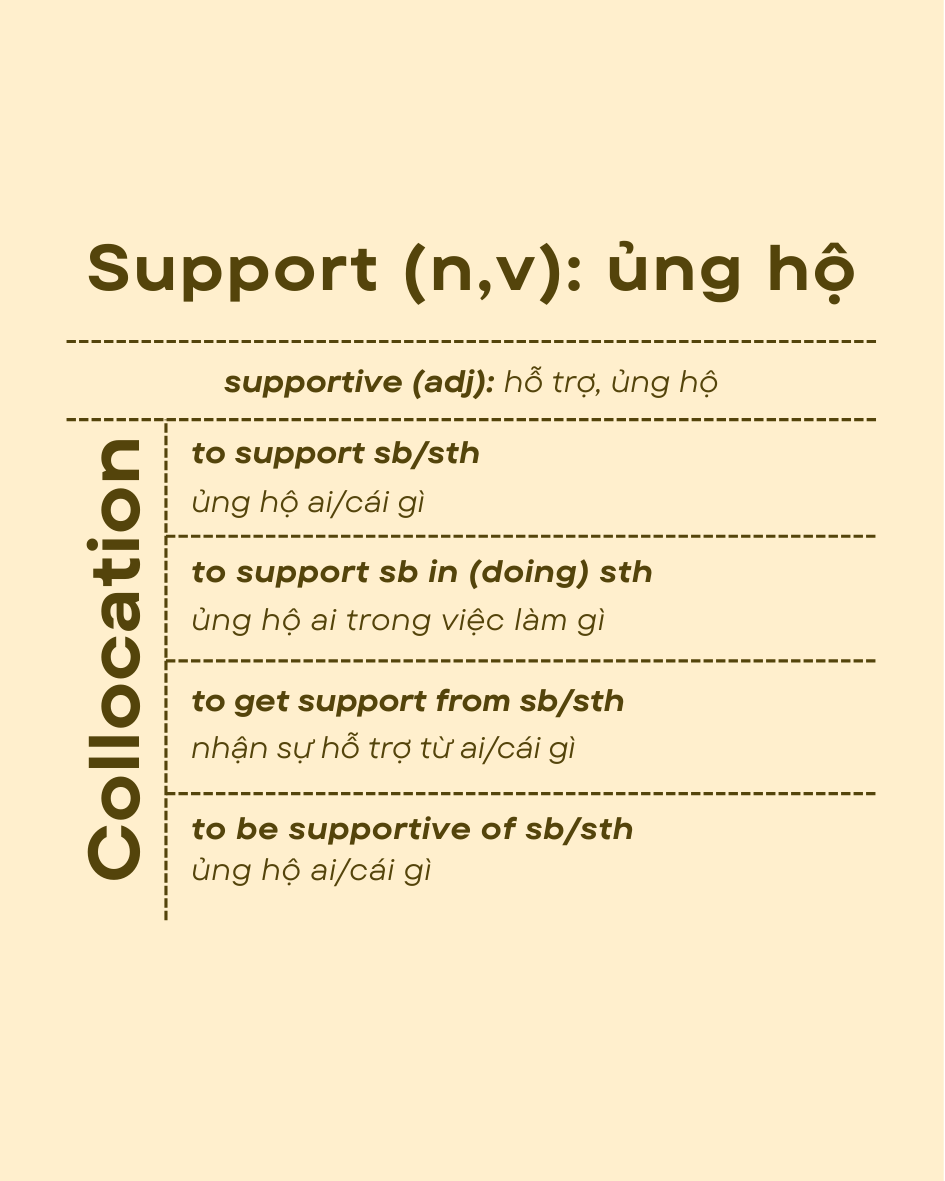 Support (n,v): ủng hộ
supportive (adj): hỗ trợ, ủng hộ
Collocation
to support sb/sth
ủng hộ ai/cái gì
to support sb in (doing) sth
ủng hộ ai trong việc làm gì
to get support from sb/sth
nhận sự hỗ trợ từ ai/cái gì
to be supportive of sb/sth
ủng hộ ai/cái gì